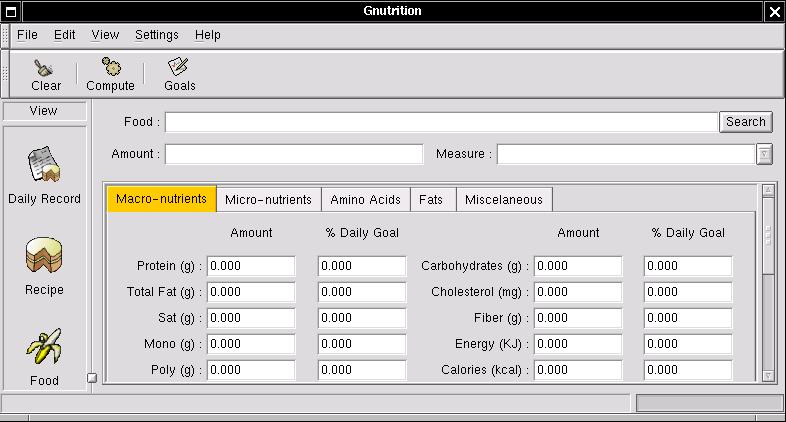 Gnutrition
File Edit View Settings Help
Clear Compute Goals
View
Daily Record
Recipe
Food
Food : Search
Amount : Measure :
Macro-nutrients Micro-nutrients Amino Acids Fats Miscelaneous
Amount % Daily Goal Amount % Daily Goal
Protein (g) : 0.000 0.000 Carbohydrates (g) : 0.000 0.000
Total Fat (g) : 0.000 0.000 Cholesterol (mg) : 0.000 0.000
Sat (g) : 0.000 0.000 Fiber (g) : 0.000 0.000
Mono (g) : 0.000 0.000 Energy (KJ) : 0.000 0.000
Poly (g) : 0.000 0.000 Calories (kcal) : 0.000 0.000